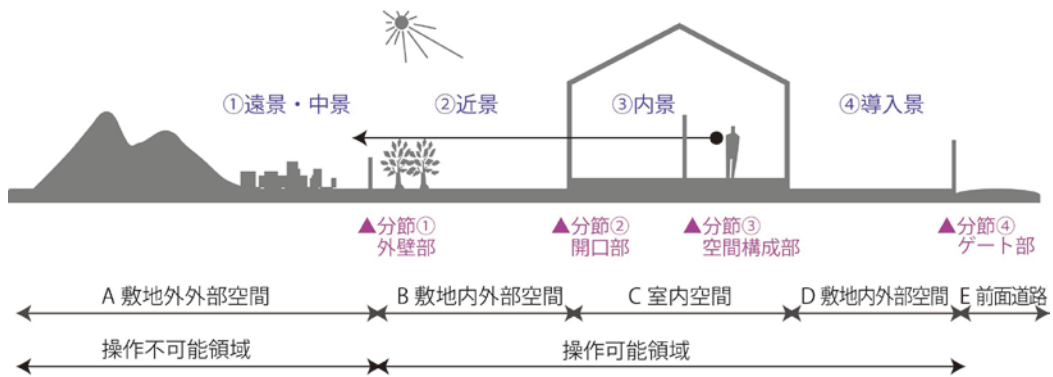 ①遠景・中景
②近景
③内景
④導入景
▲分節①
外壁部
▲分節②
開口部
▲分節③
空間構成部
▲分節④
ゲート部
A 敷地外外部空間
B 敷地内外部空間
C 室内空間
D 敷地内外部空間
E 前面道路
操作不可能領域
操作可能領域